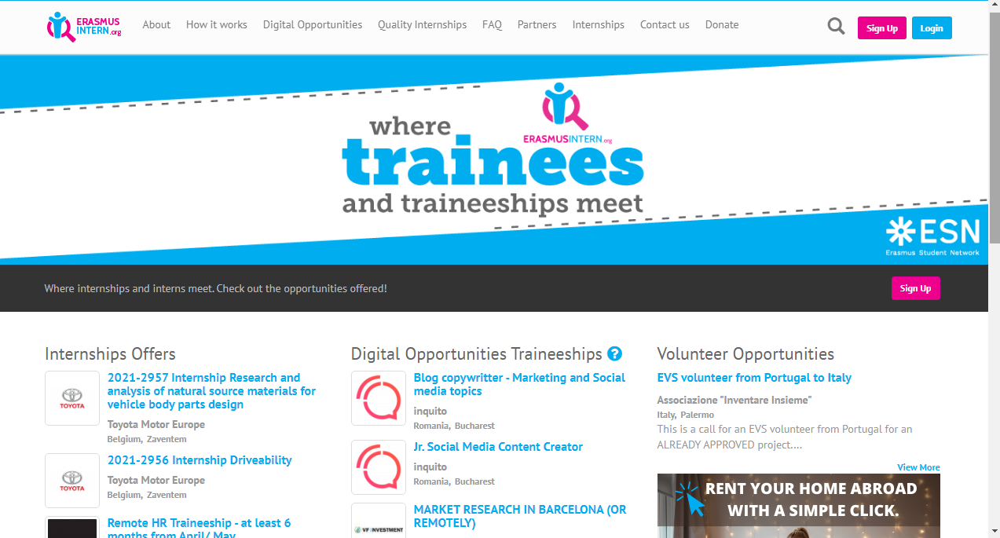 ERASMUS
INTERN.org
About How it works Digital Opportunities Quality Internships FAQ Partners Internships Contact us Donate
Sign Up Login
where
ERASMUSINTERN.org
trainees
and traineeships meet
ESN
Erasmus Student Network
Where internships and interns meet. Check out the opportunities offered!
Sign Up
Internships Offers
2021-2957 Internship Research and
analysis of natural source materials for
vehicle body parts design
TOYOTA
Toyota Motor Europe
Belgium, Zaventem
2021-2956 Internship Driveability
TOYOTA
Toyota Motor Europe
Belgium, Zaventem
Remote HR Traineeship - at least 6
months from April/ May
Digital Opportunities Traineeships ?
Blog copywritter - Marketing and Social
media topics
inquito
Romania, Bucharest
Jr. Social Media Content Creator
inquito
Romania, Bucharest
MARKET RESEARCH IN BARCELONA (OR
REMOTELY)
VF INVESTMENT
Volunteer Opportunities
EVS volunteer from Portugal to Italy
Associazione "Inventare Insieme"
Italy, Palermo
This is a call for an EVS volunteer from Portugal for an
ALREADY APPROVED project....
View More
RENT YOUR HOME ABROAD
WITH A SIMPLE CLICK.